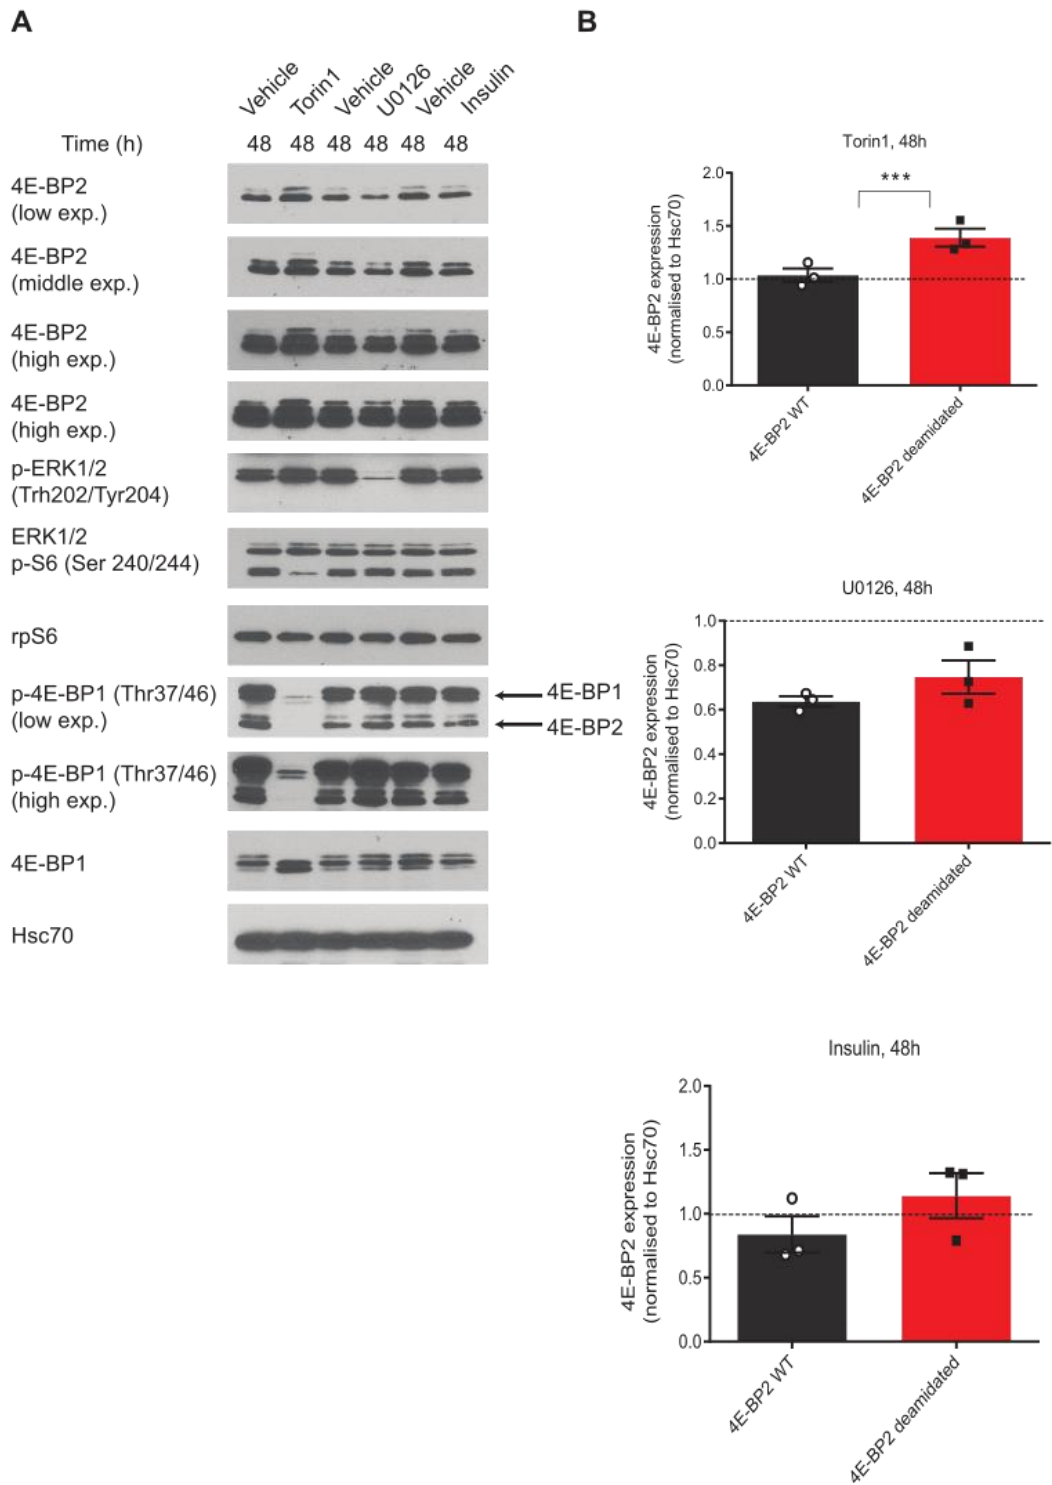 A
B
Vehicle
Torin1
Vehicle
U0126
Vehicle
Insulin
Time (h)
48 48 48 48 48 48
4E-BP2
(low exp.)
4E-BP2
(middle exp.)
4E-BP2
(high exp.)
4E-BP2
(high exp.)
p-ERK1/2
(Trh202/Tyr204)
ERK1/2
p-S6 (Ser 240/244)
rpS6
p-4E-BP1 (Thr37/46)
(low exp.)
4E-BP1
4E-BP2
p-4E-BP1 (Thr37/46)
(high exp.)
4E-BP1
Hsc70
Torin1, 48h
4E-BP2 expression
(normalised to Hsc70)
2.0
1.5
1.0
0.5
0.0
***
4E-BP2 WT
4E-BP2 deamidated
U0126, 48h
4E-BP2 expression
(normalised to Hsc70)
1.0
0.8
0.6
0.4
0.2
0.0
4E-BP2 WT
4E-BP2 deamidated
Insulin, 48h
4E-BP2 expression
(normalised to Hsc70)
2.0
1.5
1.0
0.5
0.0
4E-BP2 WT
4E-BP2 deamidated